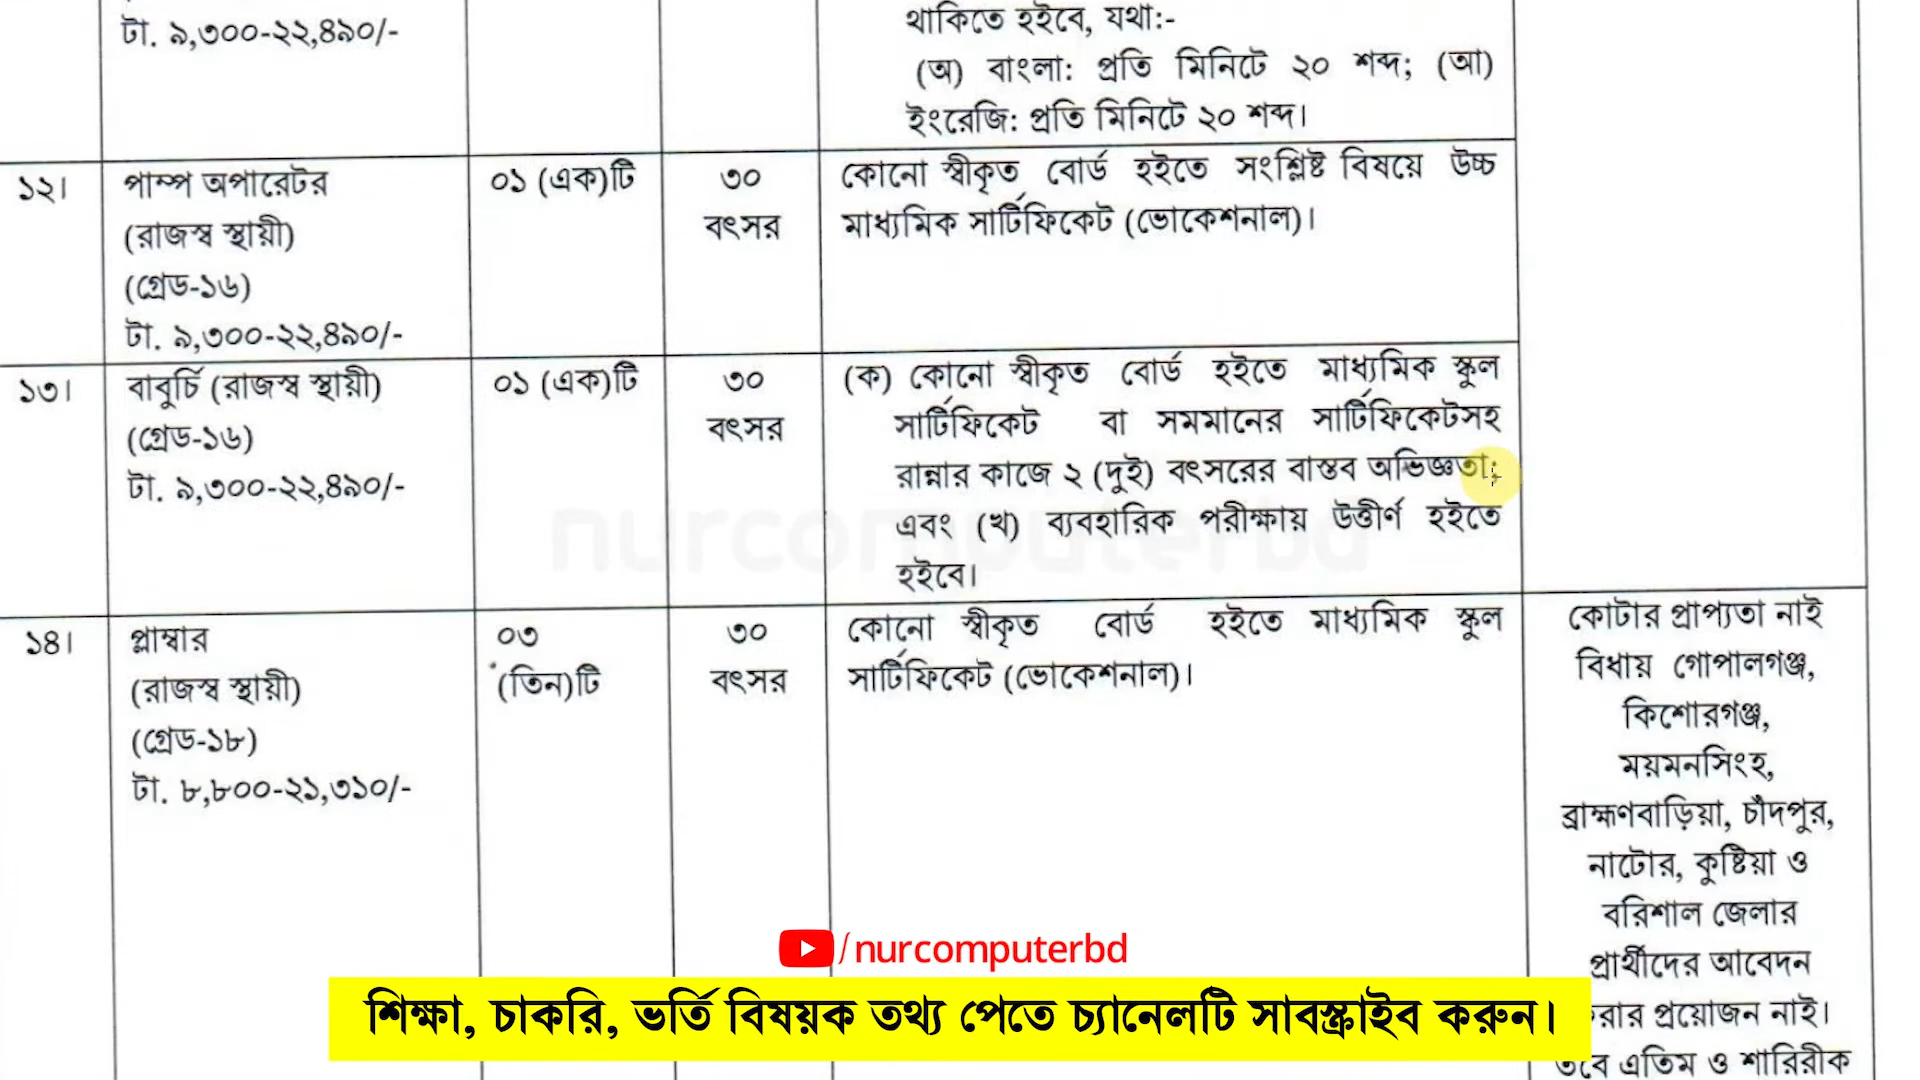 টা. ৯,৩০০-২২,৪৯০/-
থাকিতে হইবে, যথা:-
(অ) বাংলা: প্রতি মিনিটে ২০ শব্দ; (আ)
ইংরেজি: প্রতি মিনিটে ২০ শব্দ।
১২।
পাম্প অপারেটর
(রাজস্ব স্থায়ী)
(গ্রেড-১৬)
টা. ৯,৩০০-২২,৪৯০/-
০১ (এক)টি
৩০
বৎসর
কোনো স্বীকৃত বোর্ড হইতে সংশ্লিষ্ট বিষয়ে উচ্চ
মাধ্যমিক সার্টিফিকেট (ভোকেশনাল)।
১৩।
বাবুর্চি (রাজস্ব স্থায়ী)
(গ্রেড-১৬)
টা. ৯,৩০০-২২,৪৯০/-
০১ (এক)টি
৩০
বৎসর
(ক) কোনো স্বীকৃত বোর্ড হইতে মাধ্যমিক স্কুল
সার্টিফিকেট বা সমমানের সার্টিফিকেটসহ
রান্নার কাজে ২ (দুই) বৎসরের বাস্তব অভিজ্ঞতা;
এবং (খ) ব্যবহারিক পরীক্ষায় উত্তীর্ণ হইতে
হইবে।
nurcomputerbd
১৪।
প্লাম্বার
(রাজস্ব স্থায়ী)
(গ্রেড-১৮)
টা. ৮,৮০০-২১,৩১০/-
০৩
(তিন)টি
৩০
বৎসর
কোনো স্বীকৃত বোর্ড হইতে মাধ্যমিক স্কুল
সার্টিফিকেট (ভোকেশনাল)।
কোটার প্রাপ্যতা নাই
বিধায় গোপালগঞ্জ,
কিশোরগঞ্জ,
ময়মনসিংহ,
ব্রাহ্মণবাড়িয়া, চাঁদপুর,
নাটোর, কুষ্টিয়া ও
বরিশাল জেলার
প্রার্থীদের আবেদন
প্রয়োজন নাই।
এতিম ও শারিরীক
/nurcomputerbd
শিক্ষা, চাকরি, ভর্তি বিষয়ক তথ্য পেতে চ্যানেলটি সাবস্ক্রাইব করুন।